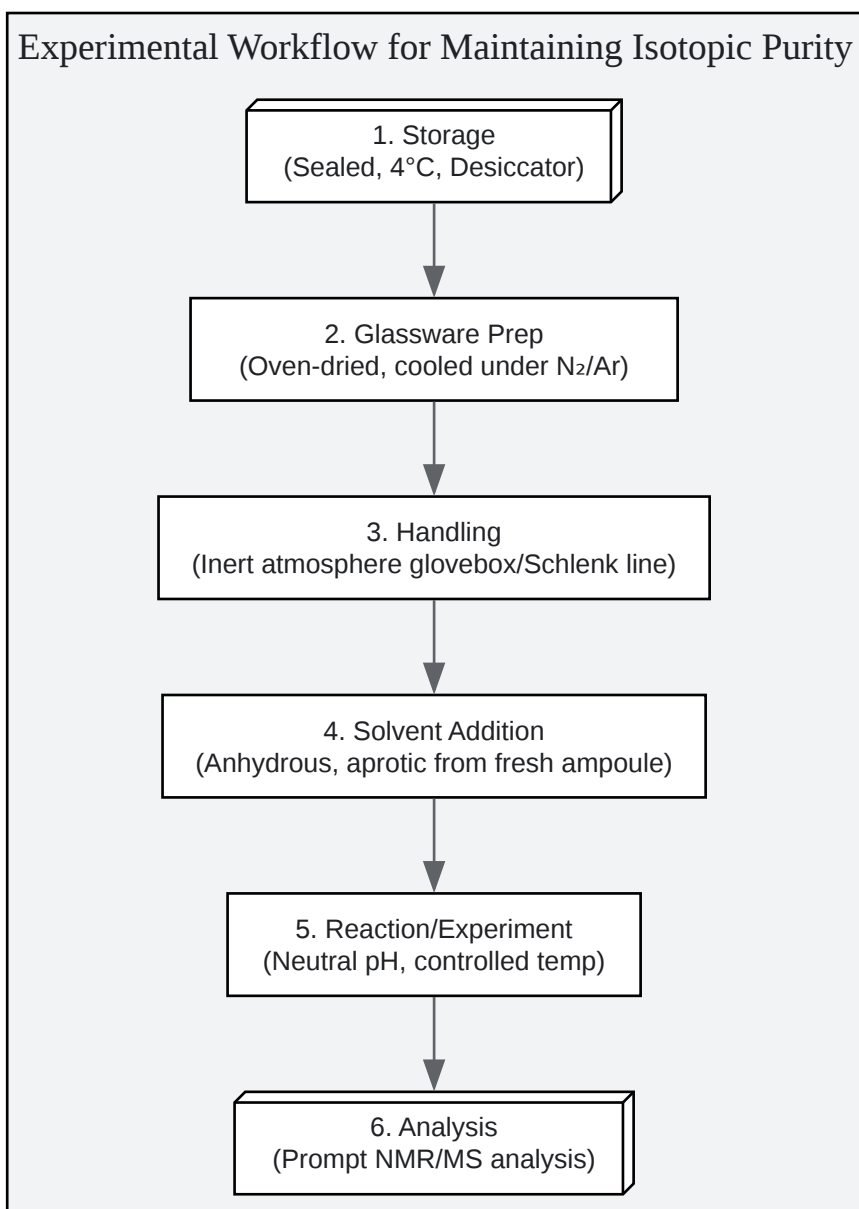 Experimental Workflow for Maintaining Isotopic Purity
1. Storage
(Sealed, 4°C, Desiccator)
2. Glassware Prep
(Oven-dried, cooled under N₂/Ar)
3. Handling
(Inert atmosphere glovebox/Schlenk line)
4. Solvent Addition
(Anhydrous, aprotic from fresh ampoule)
5. Reaction/Experiment
(Neutral pH, controlled temp)
6. Analysis
(Prompt NMR/MS analysis)